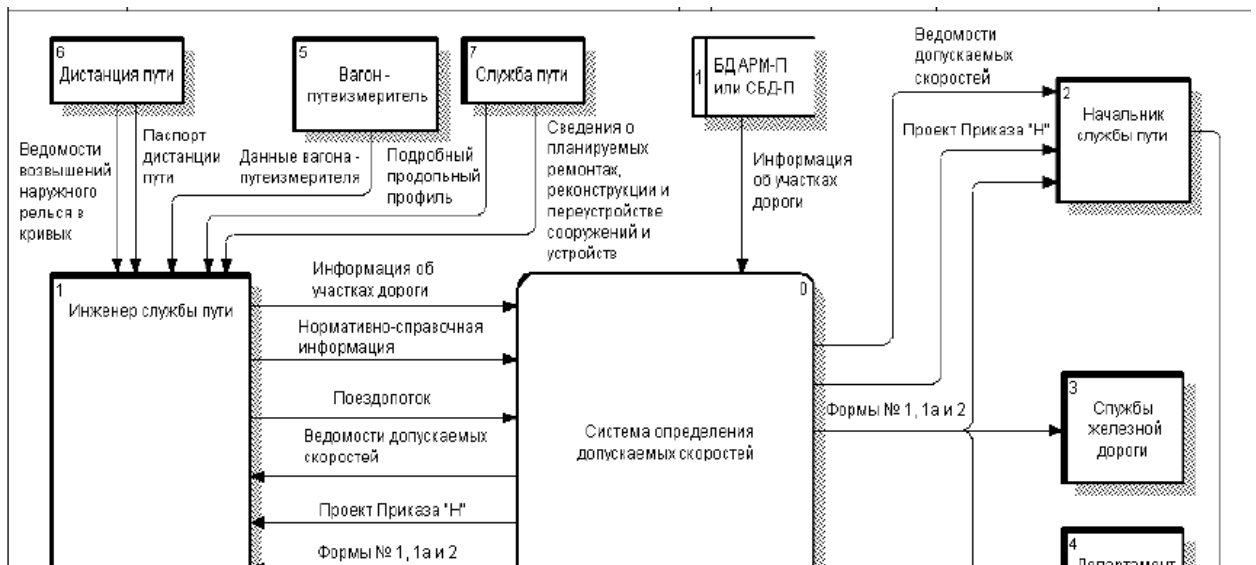 6
Дистанция пути
5
Вагон -
путеизмеритель
7
Служба пути
1
БД АРМ-П
или СБД-П
Ведомости
допускаемых
скоростей
2
Начальник
службы пути
Ведомости
возвышений
наружного
рельса в
кривых
Паспорт
дистанции
пути
Данные вагона -
путеизмерителя
Подробный
продольный
профиль
Сведения о
планируемых
ремонтах,
реконструкции и
переустройстве
сооружений и
устройств
Информация
об участках
дороги
Проект Приказа "Н"
1
Инженер службы пути
Информация об
участках дороги
Нормативно-справочная
информация
Поездопоток
Ведомости допускаемых
скоростей
Проект Приказа "Н"
Формы № 1, 1а и 2
0
Система определения
допускаемых скоростей
Формы № 1, 1а и 2
3
Службы
железной
дороги
4
Департамент